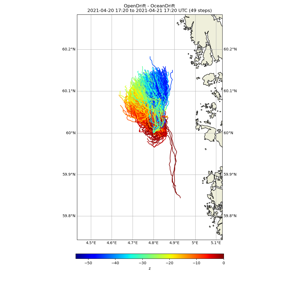 OpenDrift - OceanDrift
2021-04-20 17:20 to 2021-04-21 17:20 UTC (49 steps)
60.2°N 60.2°N
60.1°N 60.1°N
60°N 60°N
59.9°N 59.9°N
59.8°N 59.8°N
4.5°E 4.6°E 4.7°E 4.8°E 4.9°E 5°E 5.1°E
−50 −40 −30 −20 −10 0
z